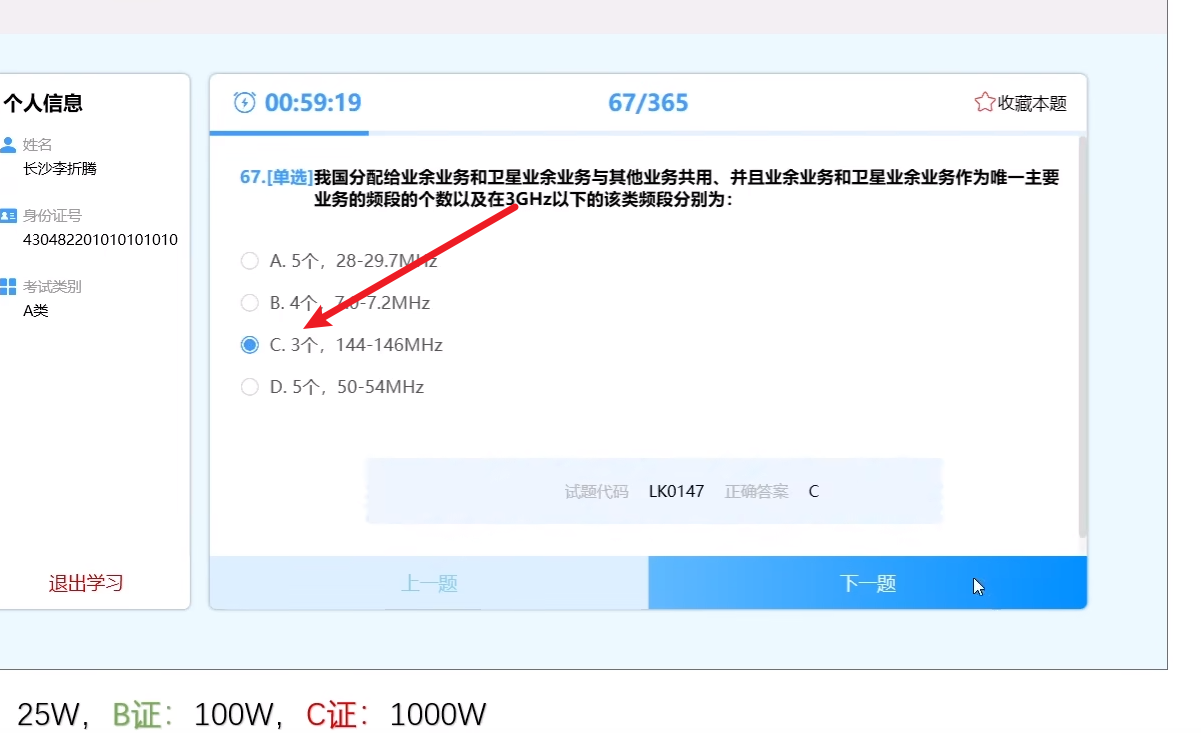 个人信息
姓名
长沙李折腾
身份证号
430482201010101010
考试类别
A类
退出学习
00:59:19
67/365
收藏本题
67.[单选]我国分配给业余业务和卫星业余业务与其他业务共用、并且业余业务和卫星业余业务作为唯一主要
业务的频段的个数以及在3GHz以下的该类频段分别为：
A. 5个，28-29.7MHz
B. 4个，7.0-7.2MHz
C. 3个，144-146MHz
D. 5个，50-54MHz
试题代码 LK0147 正确答案 C
上一题
下一题
25W，B证：100W，C证：1000W